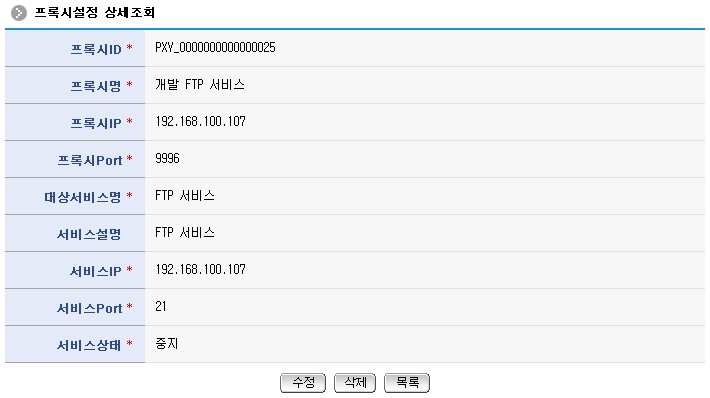 프록시설정 상세조회
프록시ID * PXY_0000000000000025
프록시명 * 개발 FTP 서비스
프록시IP * 192.168.100.107
프록시Port * 9996
대상서비스명 * FTP 서비스
서비스설명 FTP 서비스
서비스IP * 192.168.100.107
서비스Port * 21
서비스상태 * 중지
수정 삭제 목록